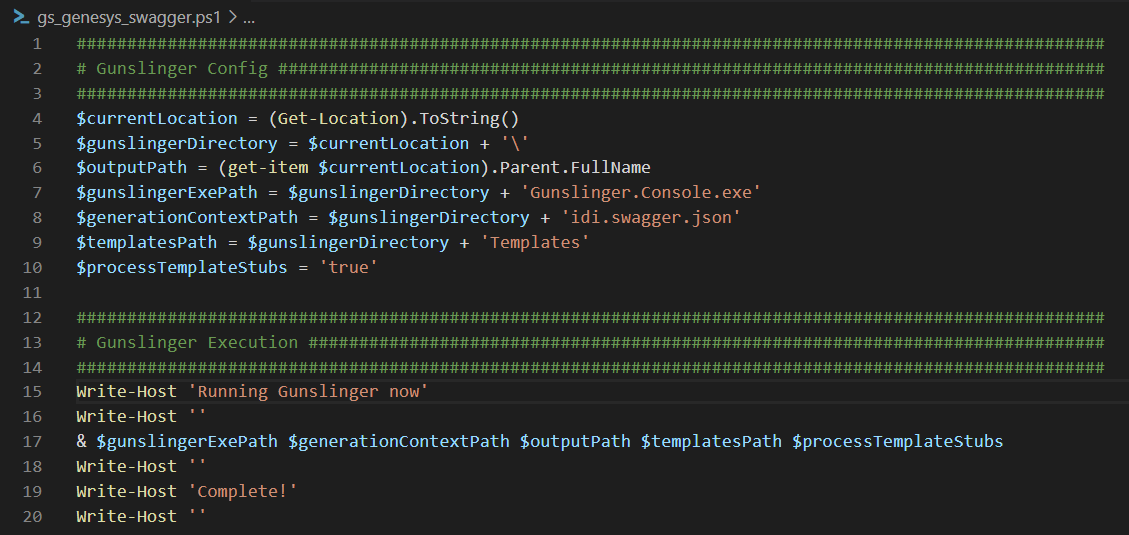 gs_genesys_swagger.ps1 > ...
1 #######################################################################################################
2 # Gunslinger Config ###################################################################################
3 #######################################################################################################
4 $currentLocation = (Get-Location).ToString()
5 $gunslingerDirectory = $currentLocation + '\'
6 $outputPath = (get-item $currentLocation).Parent.FullName
7 $gunslingerExePath = $gunslingerDirectory + 'Gunslinger.Console.exe'
8 $generationContextPath = $gunslingerDirectory + 'idi.swagger.json'
9 $templatesPath = $gunslingerDirectory + 'Templates'
10 $processTemplateStubs = 'true'
11
12 #######################################################################################################
13 # Gunslinger Execution ################################################################################
14 #######################################################################################################
15 Write-Host 'Running Gunslinger now'
16 Write-Host ''
17 & $gunslingerExePath $generationContextPath $outputPath $templatesPath $processTemplateStubs
18 Write-Host ''
19 Write-Host 'Complete!'
20 Write-Host ''